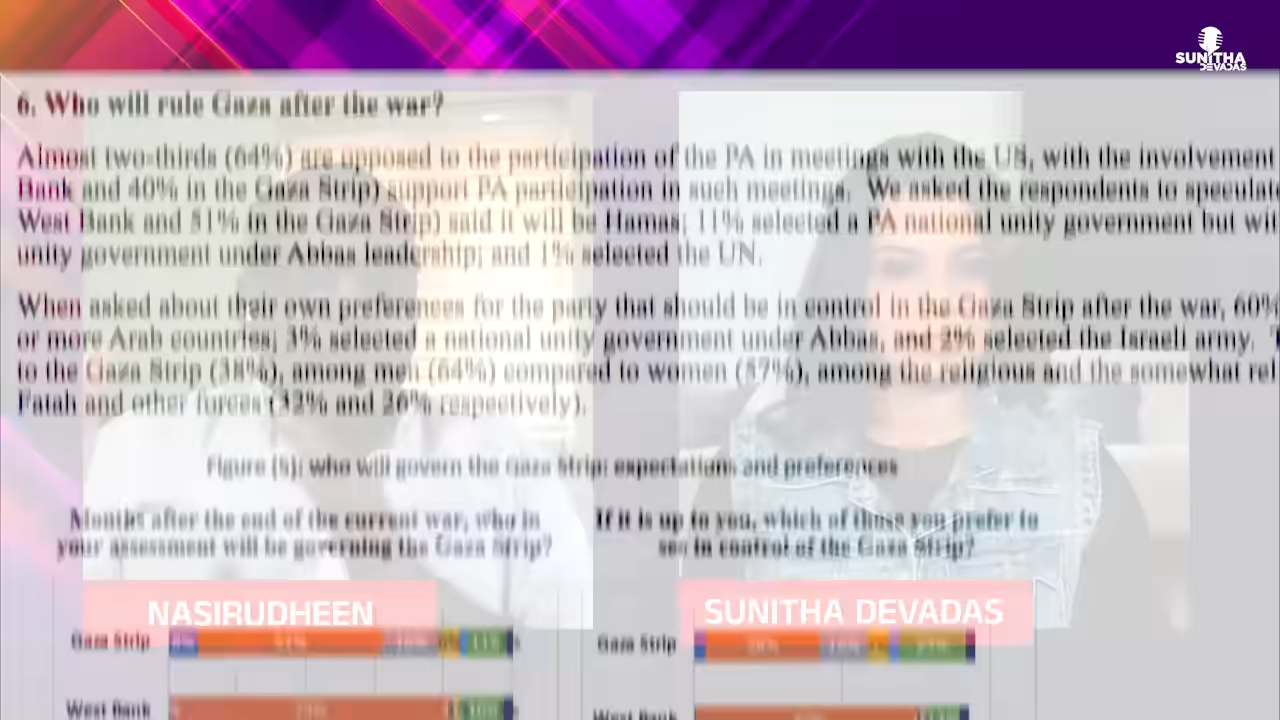 SUNITHA
DEVADAS
6. Who will rule Gaza after the war?
Almost two-thirds (64%) are opposed to the participation of the PA in meetings with the US, with the involvement
Bank and 40% in the Gaza Strip) support PA participation in such meetings. We asked the respondents to speculate
West Bank and 51% in the Gaza Strip) said it will be Hamas; 11% selected a PA national unity government but wit
unity government under Abbas leadership; and 1% selected the UN.
When asked about their own preferences for the party that should be in control in the Gaza Strip after the war, 60%
or more Arab countries; 3% selected a national unity government under Abbas, and 2% selected the Israeli army.
to the Gaza Strip (38%), among men (64%) compared to women (57%), among the religious and the somewhat rel
Fatah and other forces (32% and 26% respectively).
Figure (5): who will govern the Gaza Strip: expectations and preferences
Months after the end of the current war, who in
your assessment will be governing the Gaza Strip?
If it is up to you, which of those you prefer to
see in control of the Gaza Strip?
NASIRUDHEEN
SUNITHA DEVADAS
Gaza Strip 51% 11%
Gaza Strip 38%
West Bank
West Bank